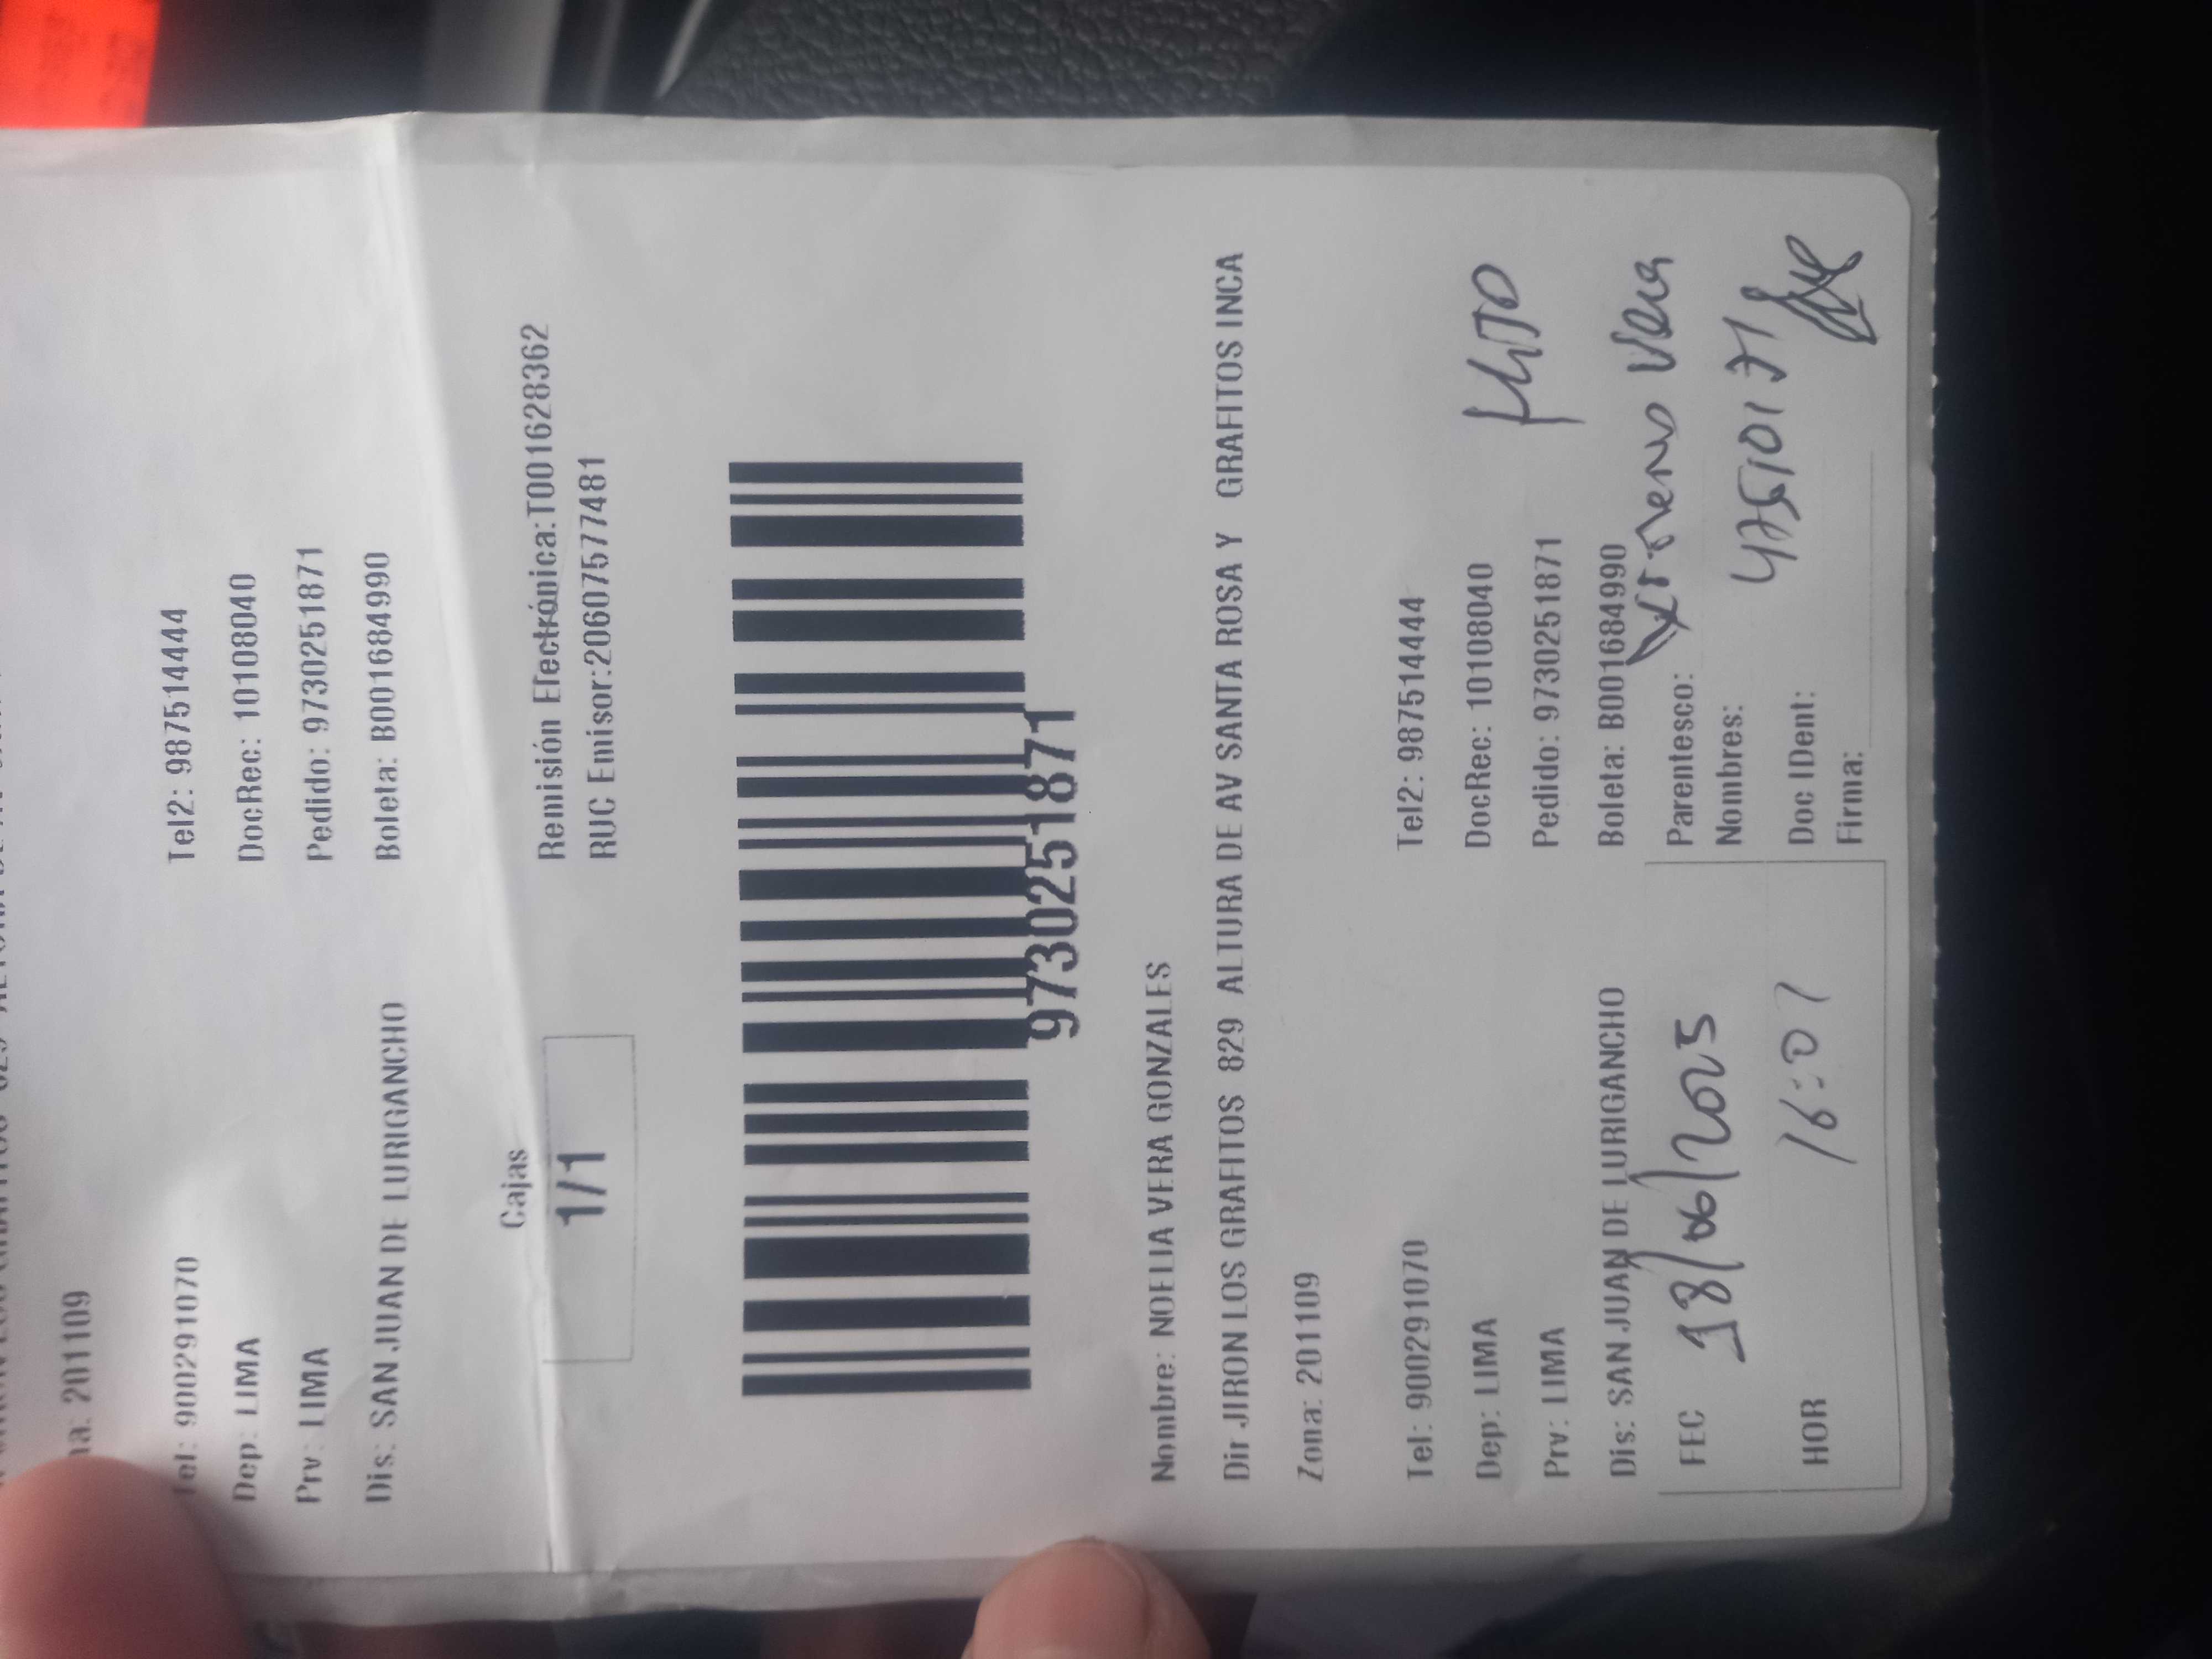 201109
Tel: 900291070 Tel2: 987514444
Dep: LIMA DocRec: 10108040
Prv: LIMA Pedido: 9730251871
Dis: SAN JUAN DE LURIGANCHO Boleta: B001684990
Cajas
1/1
Remisión Electrónica:T001628362
RUC Emisor:20607577481
9730251871
Nombre: NOELIA VERA GONZALES
Dir JIRON LOS GRAFITOS 829 ALTURA DE AV SANTA ROSA Y GRAFITOS INCA
Zona: 201109
Tel: 900291070 Tel2: 987514444
Dep: LIMA DocRec: 10108040
Prv: LIMA Pedido: 9730251871
Dis: SAN JUAN DE LURIGANCHO Boleta: B001684990
FEC 18/06/2025
HOR 16:01
Parentesco:
Nombres: Vera
Doc IDent: 47510171
Firma: